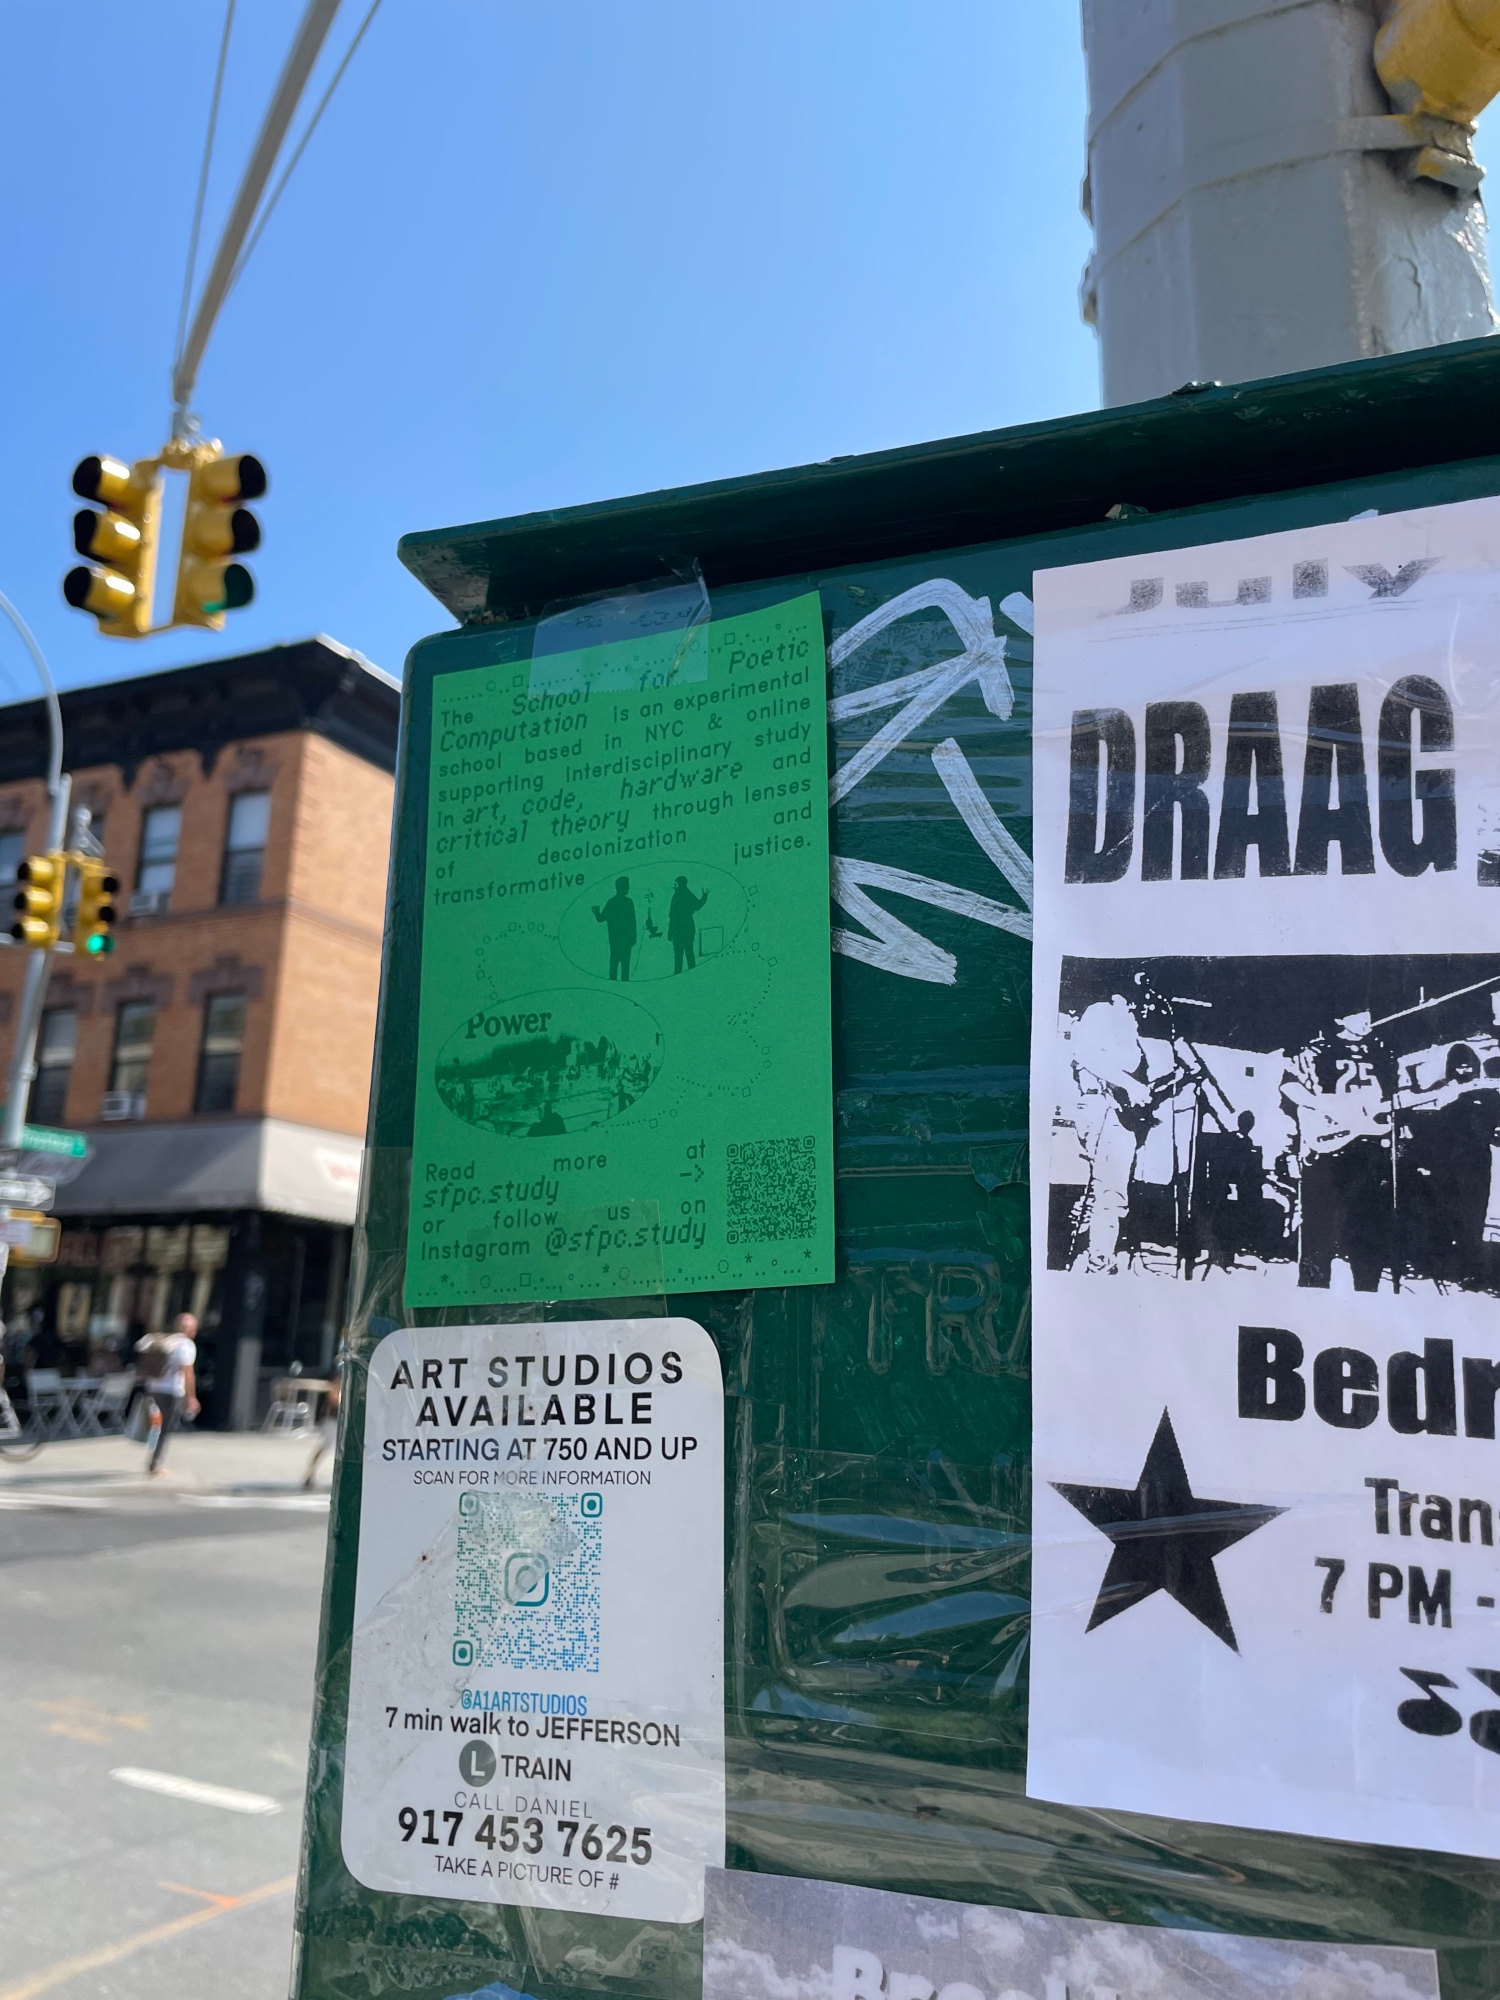 The School for Poetic
Computation is an experimental
school based in NYC & online
supporting interdisciplinary study
in art, code, hardware and
critical theory through lenses
of decolonization and
transformative justice.
Power
Read more at
sfpc.study ->
or follow us on
Instagram @sfpc.study
ART STUDIOS
AVAILABLE
STARTING AT 750 AND UP
SCAN FOR MORE INFORMATION
@A1ARTSTUDIOS
7 min walk to JEFFERSON
L TRAIN
CALL DANIEL
917 453 7625
TAKE A PICTURE OF #
TRA
July
DRAAG
25
Bedr
Tran
7 PM -